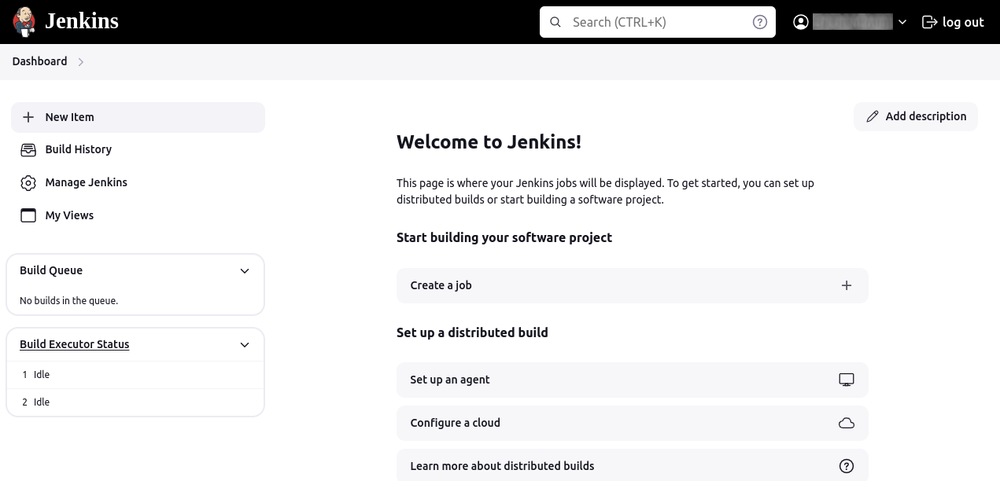 Jenkins
Search (CTRL+K)
log out
Dashboard
New Item
Build History
Manage Jenkins
My Views
Build Queue
No builds in the queue.
Build Executor Status
1 Idle
2 Idle
Add description
Welcome to Jenkins!
This page is where your Jenkins jobs will be displayed. To get started, you can set up
distributed builds or start building a software project.
Start building your software project
Create a job
Set up a distributed build
Set up an agent
Configure a cloud
Learn more about distributed builds